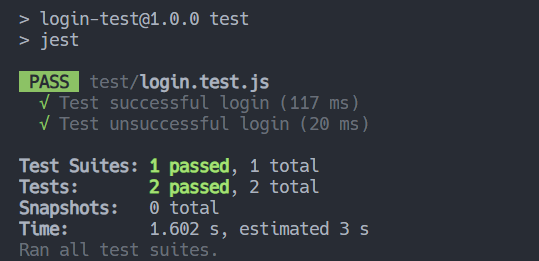 > login-test@1.0.0 test
> jest
PASS test/login.test.js
√ Test successful login (117 ms)
√ Test unsuccessful login (20 ms)
Test Suites: 1 passed, 1 total
Tests: 2 passed, 2 total
Snapshots: 0 total
Time: 1.602 s, estimated 3 s
Ran all test suites.